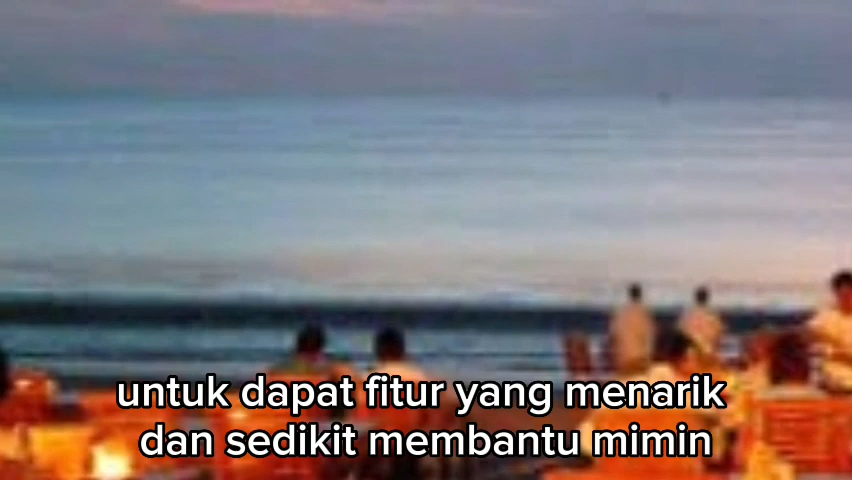 untuk dapat fitur yang menarik
dan sedikit membantu mimin